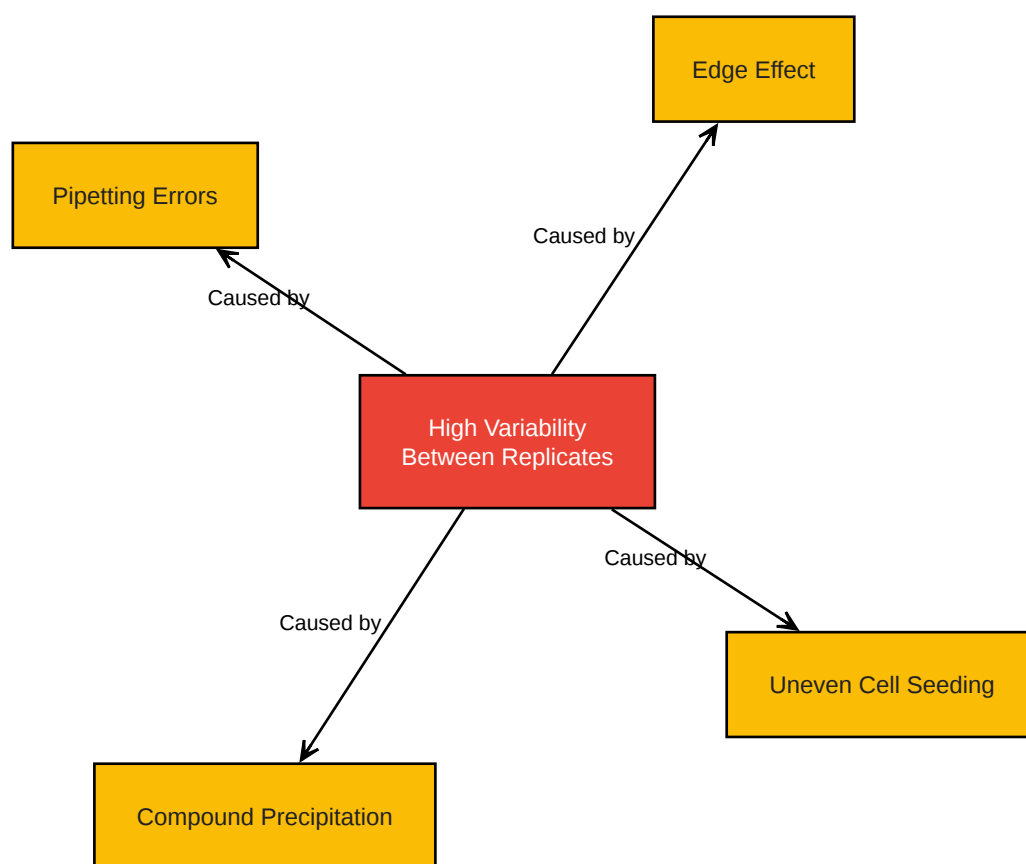 Edge Effect
Pipetting Errors
Caused by
Caused by
High Variability
Between Replicates
Caused by
Caused by
Uneven Cell Seeding
Compound Precipitation